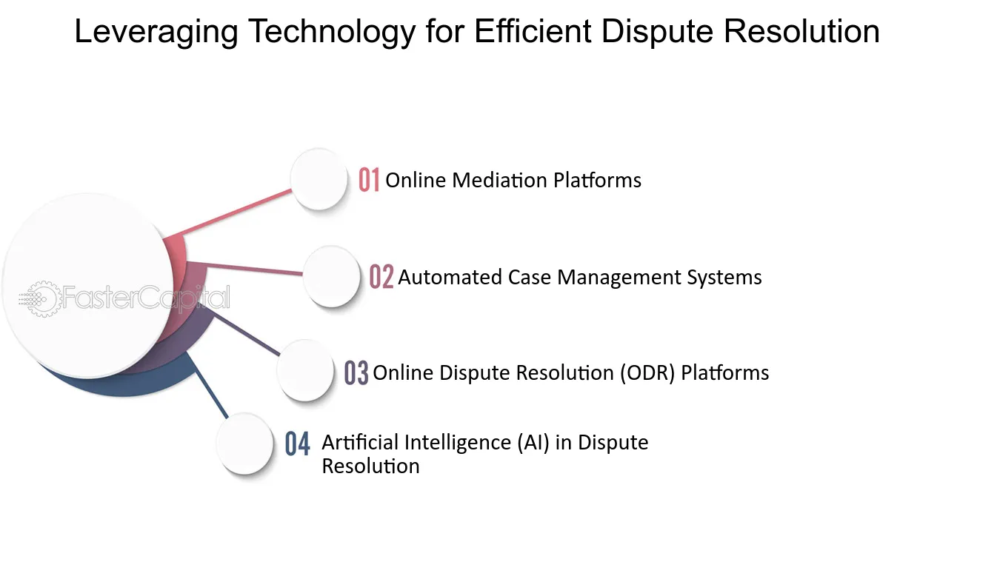 Leveraging Technology for Efficient Dispute Resolution
01 Online Mediation Platforms
02 Automated Case Management Systems
FasterCapital
03 Online Dispute Resolution (ODR) Platforms
04 Artificial Intelligence (AI) in Dispute
Resolution